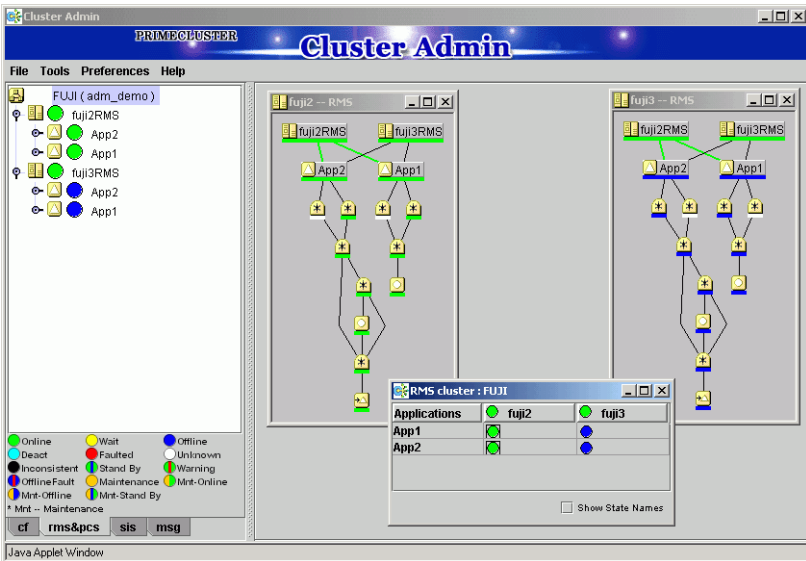 Cluster Admin
PRIMECLUSTER
Cluster Admin
File Tools Preferences Help
FUJI ( adm_demo )
fuji2RMS
App2
App1
fuji3RMS
App2
App1
Online Wait Offline
Deact Faulted Unknown
Inconsistent Stand By Warning
OfflineFault Maintenance Mnt-Online
Mnt-Offline Mnt-Stand By
* Mnt -- Maintenance
cf rms&pcs sis msg
fuji2 -- RMS
fuji2RMS fuji3RMS
App2 App1
fuji3 -- RMS
fuji2RMS fuji3RMS
App2 App1
RMS cluster : FUJI
Applications fuji2 fuji3
App1
App2
Show State Names
Java Applet Window